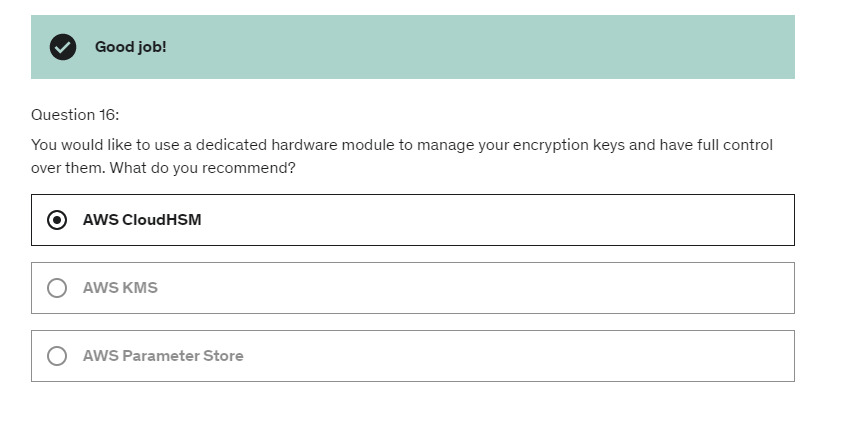 Good job!
Question 16:
You would like to use a dedicated hardware module to manage your encryption keys and have full control
over them. What do you recommend?
AWS CloudHSM
AWS KMS
AWS Parameter Store